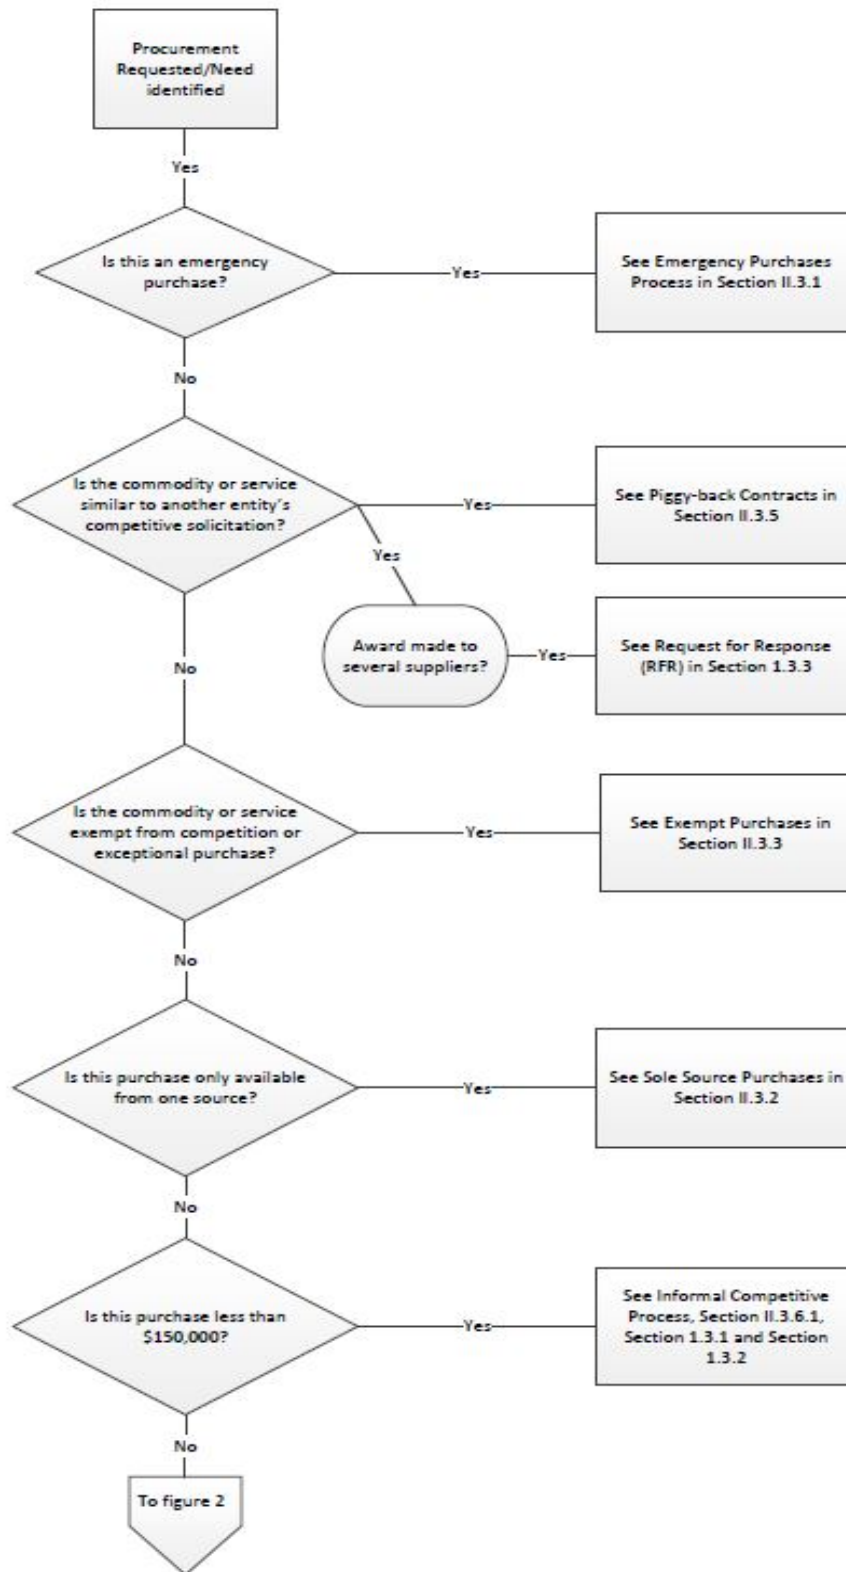 Procurement
Requested/Need
identified
Yes
Is this an emergency
purchase?
Yes
See Emergency Purchases
Process in Section II.3.1
No
Is the commodity or service
similar to another entity's
competitive solicitation?
Yes
See Piggy-back Contracts in
Section II.3.5
Yes
Award made to
several suppliers?
Yes
See Request for Response
(RFR) in Section 1.3.3
No
Is the commodity or service
exempt from competition or
exceptional purchase?
Yes
See Exempt Purchases in
Section II.3.3
No
Is this purchase only available
from one source?
Yes
See Sole Source Purchases in
Section II.3.2
No
Is this purchase less than
$150,000?
Yes
See Informal Competitive
Process, Section II.3.6.1,
Section 1.3.1 and Section
1.3.2
No
To figure 2